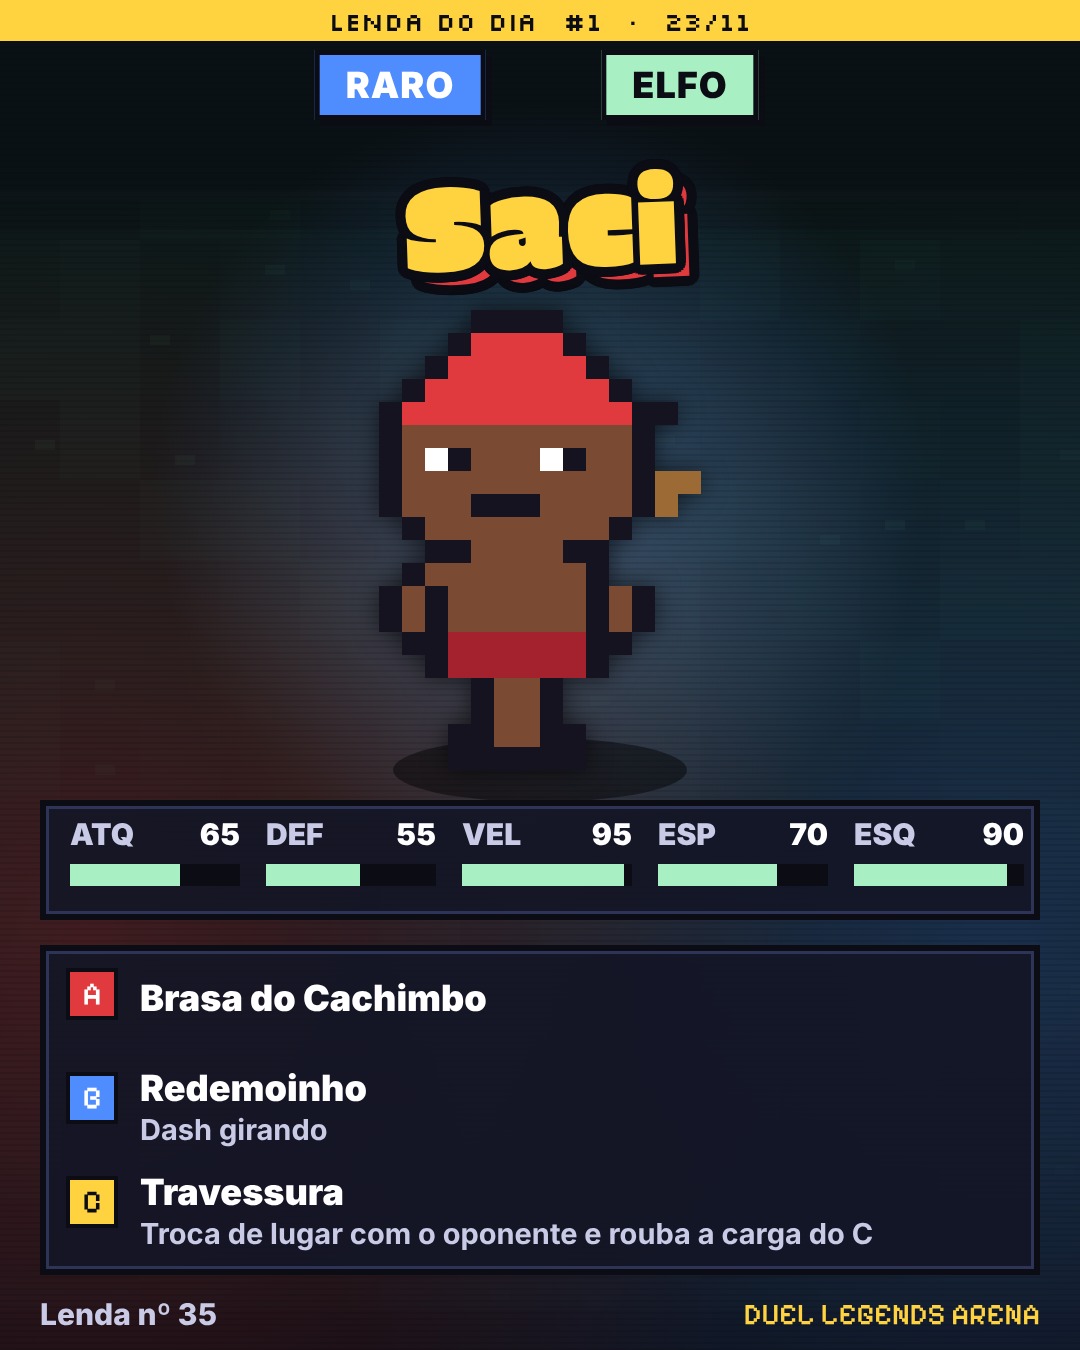 LENDA DO DIA #1 · 23/11
RARO
ELFO
Saci
ATQ 65 DEF 55 VEL 95 ESP 70 ESQ 90
A Brasa do Cachimbo
B Redemoinho
Dash girando
C Travessura
Troca de lugar com o oponente e rouba a carga do C
Lenda nº 35
DUEL LEGENDS ARENA